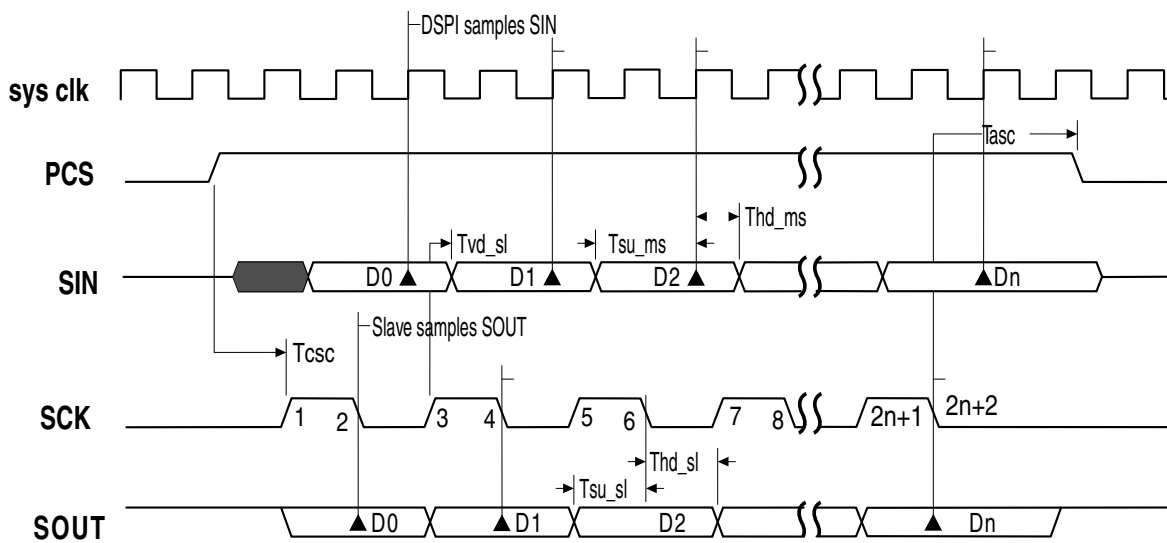 DSPI samples SIN
sys clk
Tasc
PCS
Thd_ms
Tvd_sl
Tsu_ms
SIN
D0
D1
D2
Dn
Slave samples SOUT
Tcsc
SCK
1
2
3
4
5
6
7
8
2n+1
2n+2
Thd_sl
Tsu_sl
SOUT
D0
D1
D2
Dn